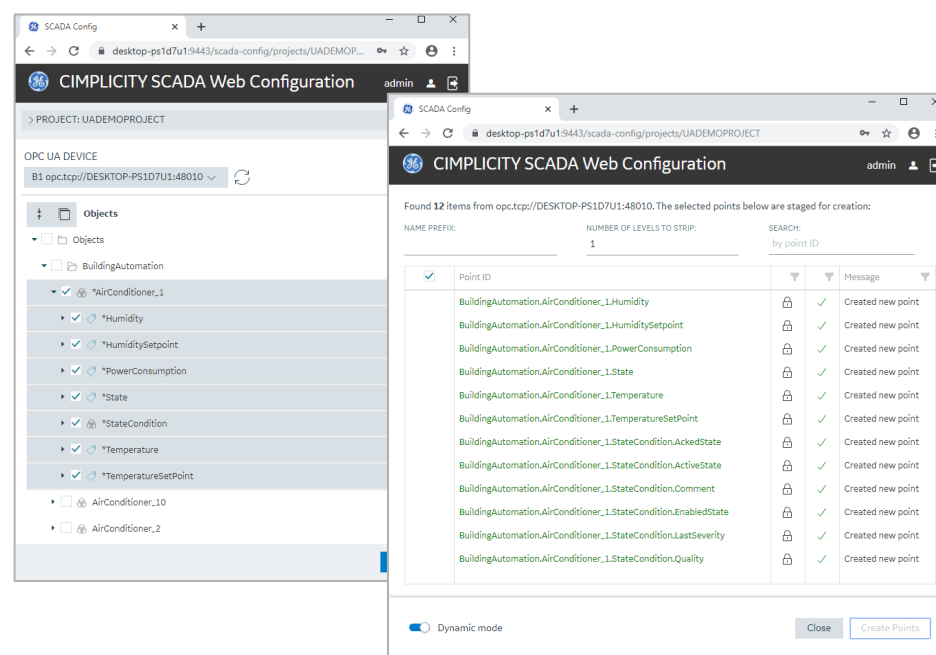 SCADA Config
desktop-ps1d7u1:9443/scada-config/projects/UADEMOP...
CIMPLICITY SCADA Web Configuration
admin
PROJECT: UADEMOPROJECT
OPC UA DEVICE
B1 opc.tcp://DESKTOP-PS1D7U1:48010
Objects
Objects
BuildingAutomation
*AirConditioner_1
*Humidity
*HumiditySetpoint
*PowerConsumption
*State
*StateCondition
*Temperature
*TemperatureSetPoint
AirConditioner_10
AirConditioner_2
SCADA Config
desktop-ps1d7u1:9443/scada-config/projects/UADEMOPROJECT
CIMPLICITY SCADA Web Configuration
admin
Found 12 items from opc.tcp://DESKTOP-PS1D7U1:48010. The selected points below are staged for creation:
NAME PREFIX: NUMBER OF LEVELS TO STRIP: SEARCH:
1 by point ID
Point ID Message
BuildingAutomation.AirConditioner_1.Humidity Created new point
BuildingAutomation.AirConditioner_1.HumiditySetpoint Created new point
BuildingAutomation.AirConditioner_1.PowerConsumption Created new point
BuildingAutomation.AirConditioner_1.State Created new point
BuildingAutomation.AirConditioner_1.Temperature Created new point
BuildingAutomation.AirConditioner_1.TemperatureSetPoint Created new point
BuildingAutomation.AirConditioner_1.StateCondition.AckedState Created new point
BuildingAutomation.AirConditioner_1.StateCondition.ActiveState Created new point
BuildingAutomation.AirConditioner_1.StateCondition.Comment Created new point
BuildingAutomation.AirConditioner_1.StateCondition.EnabledState Created new point
BuildingAutomation.AirConditioner_1.StateCondition.LastSeverity Created new point
BuildingAutomation.AirConditioner_1.StateCondition.Quality Created new point
Dynamic mode Close Create Points